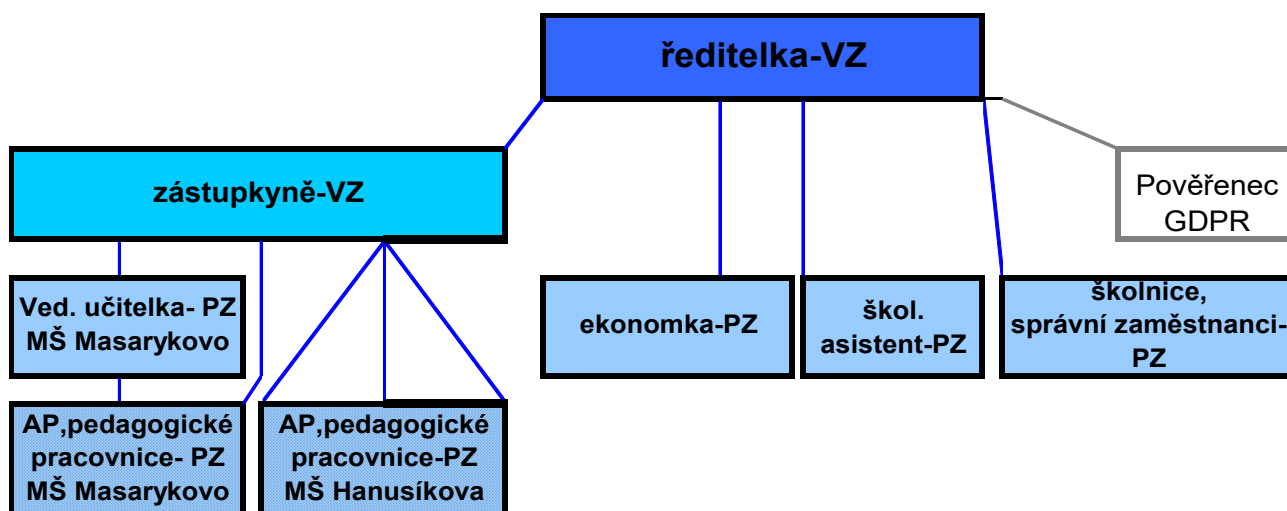 ředitelka-VZ
zástupkyně-VZ
Pověřenec
GDPR
Ved. učitelka- PZ
MŠ Masarykovo
ekonomka-PZ
škol.
asistent-PZ
školnice,
správní zaměstnanci-
PZ
AP,pedagogické
pracovnice- PZ
MŠ Masarykovo
AP,pedagogické
pracovnice-PZ
MŠ Hanusíkova